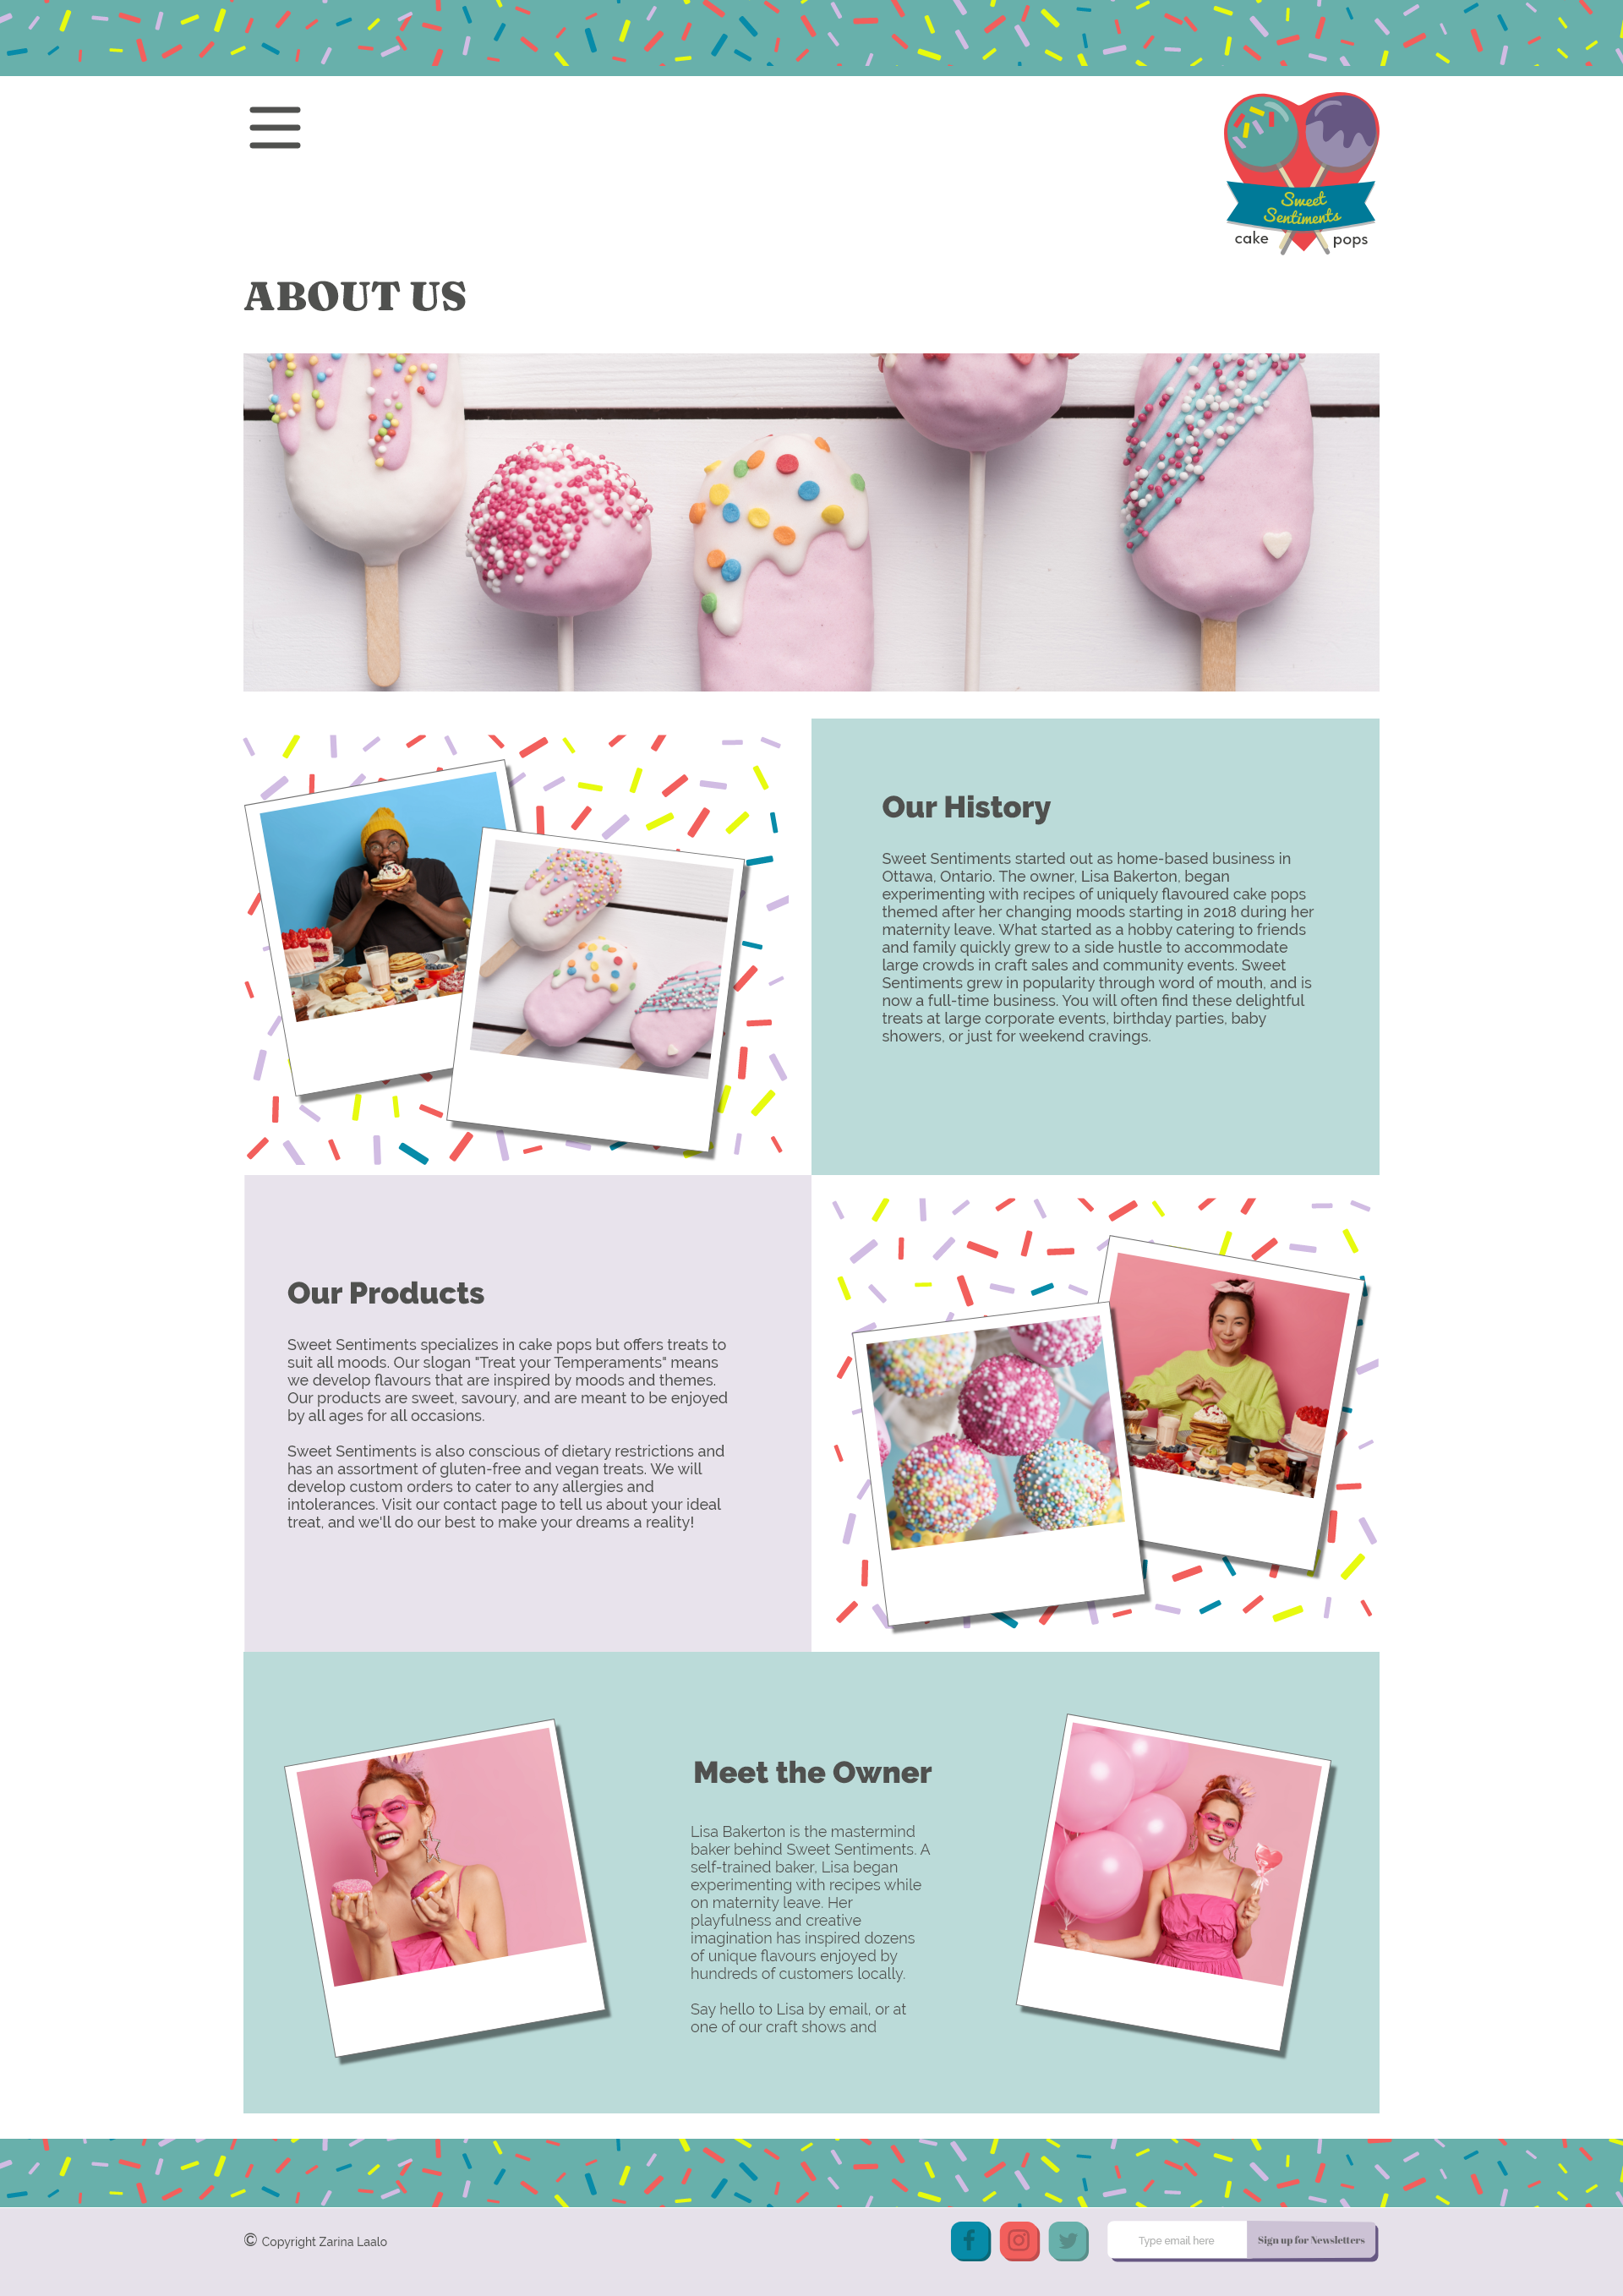 Sweet
Sentiments
cake pops
ABOUT US
Our History
Sweet Sentiments started out as home-based business in
Ottawa, Ontario. The owner, Lisa Bakerton, began
experimenting with recipes of uniquely flavoured cake pops
themed after her changing moods starting in 2018 during her
maternity leave. What started as a hobby catering to friends
and family quickly grew to a side hustle to accommodate
large crowds in craft sales and community events. Sweet
Sentiments grew in popularity through word of mouth, and is
now a full-time business. You will often find these delightful
treats at large corporate events, birthday parties, baby
showers, or just for weekend cravings.
Our Products
Sweet Sentiments specializes in cake pops but offers treats to
suit all moods. Our slogan "Treat your Temperaments" means
we develop flavours that are inspired by moods and themes.
Our products are sweet, savoury, and are meant to be enjoyed
by all ages for all occasions.
Sweet Sentiments is also conscious of dietary restrictions and
has an assortment of gluten-free and vegan treats. We will
develop custom orders to cater to any allergies and
intolerances. Visit our contact page to tell us about your ideal
treat, and we'll do our best to make your dreams a reality!
Meet the Owner
Lisa Bakerton is the mastermind
baker behind Sweet Sentiments. A
self-trained baker, Lisa began
experimenting with recipes while
on maternity leave. Her
playfulness and creative
imagination has inspired dozens
of unique flavours enjoyed by
hundreds of customers locally.
Say hello to Lisa by email, or at
one of our craft shows and
© Copyright Zarina Laalo
Type email here
Sign up for Newsletters